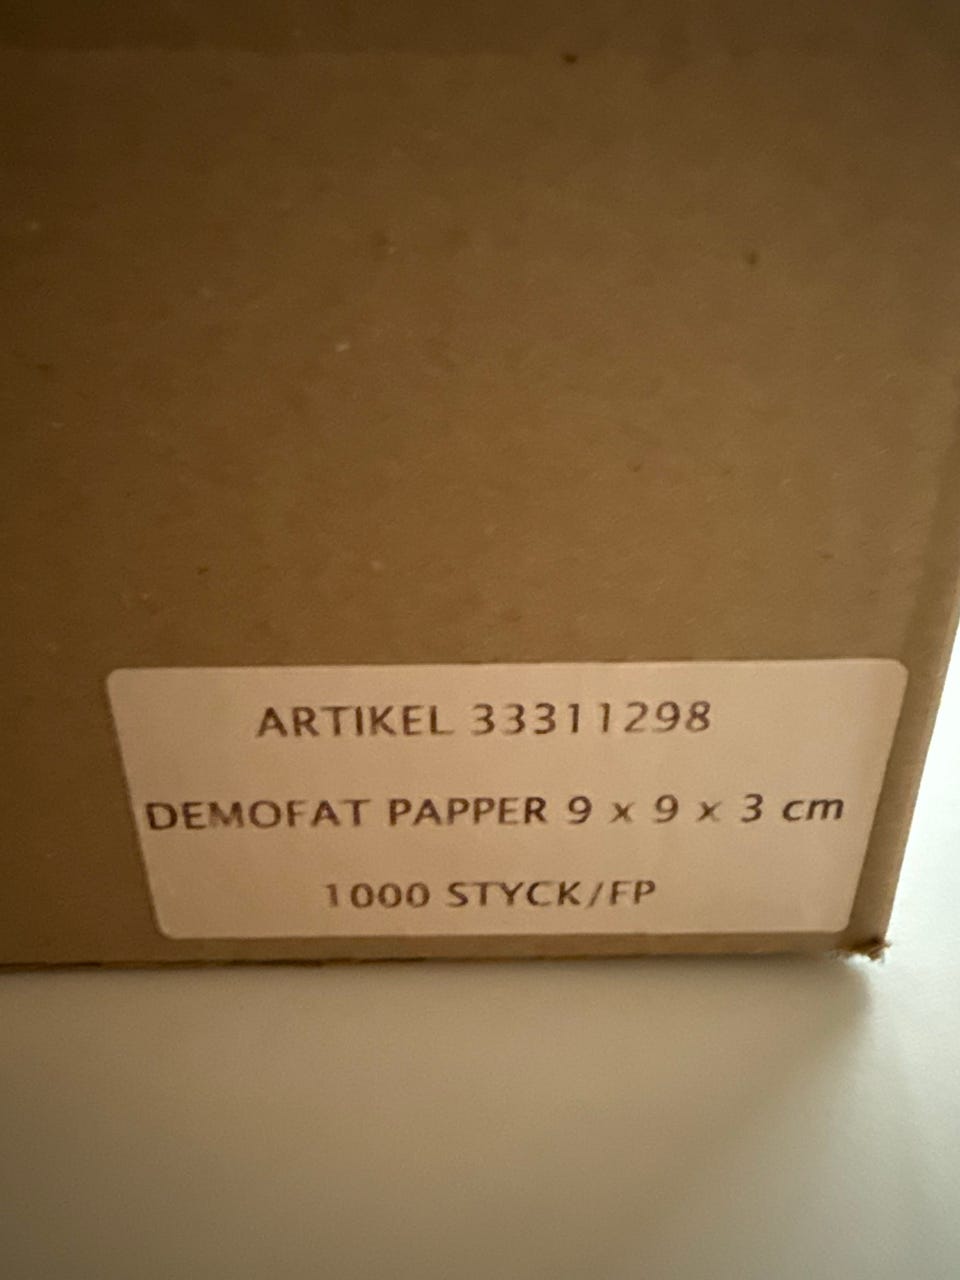 ARTIKEL 33311298
DEMOFAT PAPPER 9 x 9 x 3 cm
1000 STYCK/FP